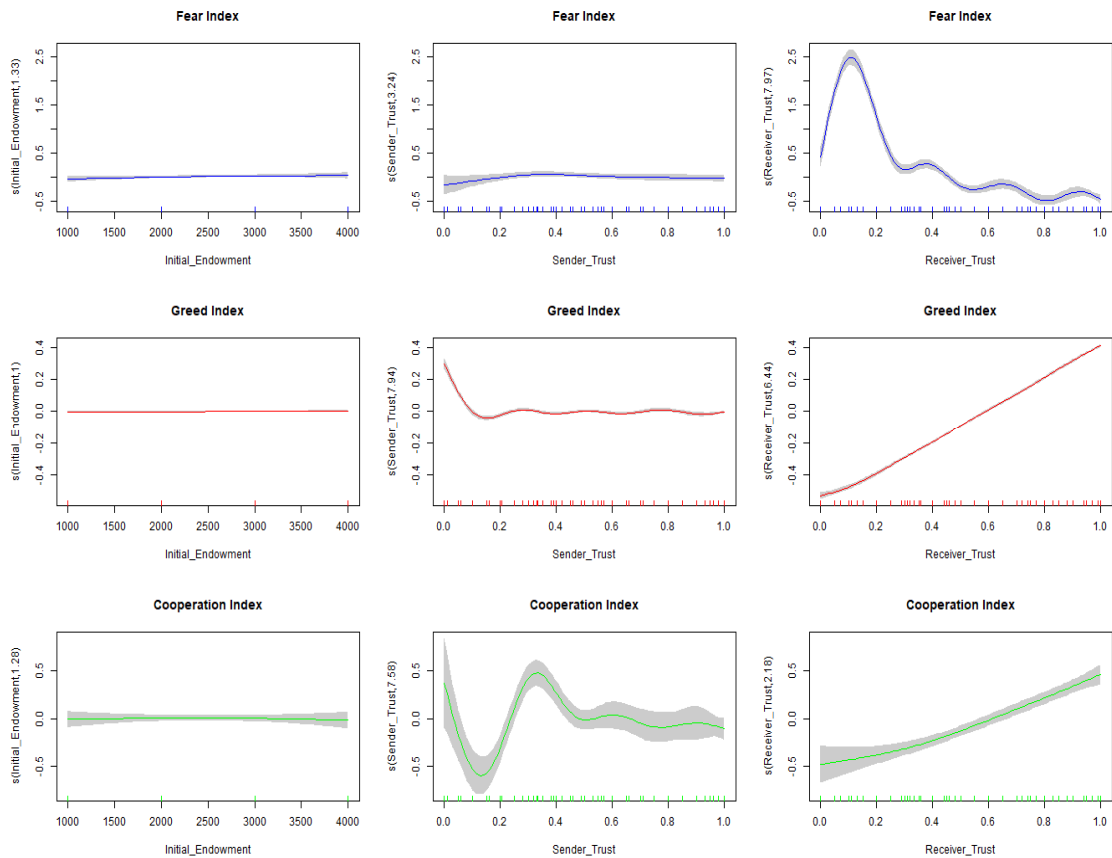 Fear Index
s(Initial_Endowment,1.33)
2.5
1.5
0.5
-0.5
1000 1500 2000 2500 3000 3500 4000
Initial_Endowment
Fear Index
s(Sender_Trust,3.24)
2.5
1.5
0.5
-0.5
0.0 0.2 0.4 0.6 0.8 1.0
Sender_Trust
Fear Index
s(Receiver_Trust,7.97)
2.5
1.5
0.5
-0.5
0.0 0.2 0.4 0.6 0.8 1.0
Receiver_Trust
Greed Index
s(Initial_Endowment,1)
0.4
0.2
0.0
-0.2
-0.4
1000 1500 2000 2500 3000 3500 4000
Initial_Endowment
Greed Index
s(Sender_Trust,7.94)
0.4
0.2
0.0
-0.2
-0.4
0.0 0.2 0.4 0.6 0.8 1.0
Sender_Trust
Greed Index
s(Receiver_Trust,6.44)
0.4
0.2
0.0
-0.2
-0.4
0.0 0.2 0.4 0.6 0.8 1.0
Receiver_Trust
Cooperation Index
s(Initial_Endowment,1.28)
0.5
0.0
-0.5
1000 1500 2000 2500 3000 3500 4000
Initial_Endowment
Cooperation Index
s(Sender_Trust,7.58)
0.5
0.0
-0.5
0.0 0.2 0.4 0.6 0.8 1.0
Sender_Trust
Cooperation Index
s(Receiver_Trust,2.18)
0.5
0.0
-0.5
0.0 0.2 0.4 0.6 0.8 1.0
Receiver_Trust